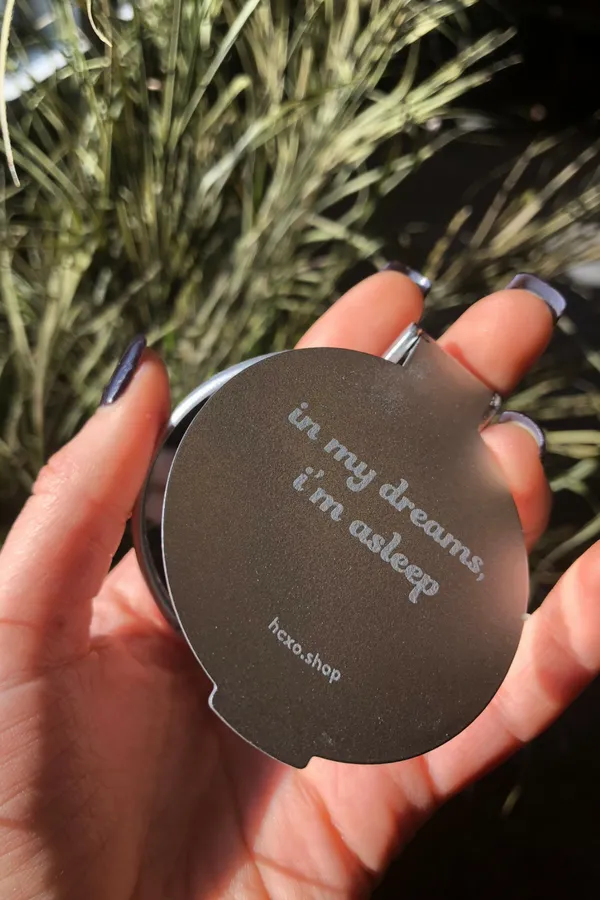 in my dreams,
i'm asleep
hcxo.shop